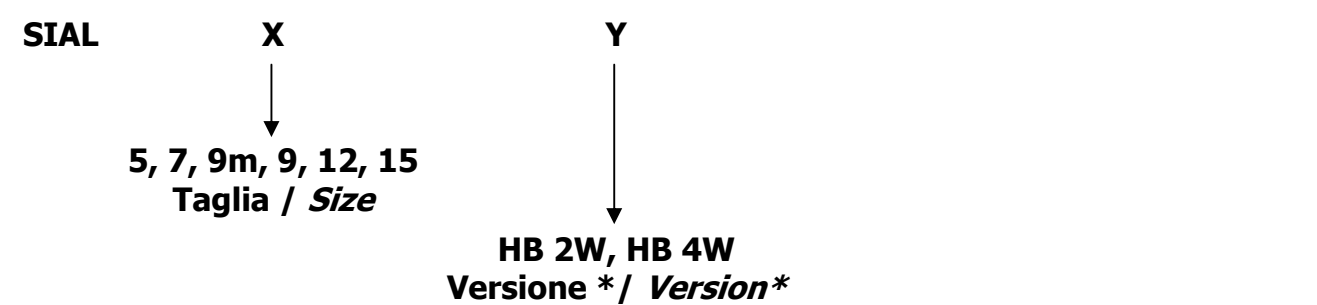 SIAL X Y
5, 7, 9m, 9, 12, 15
Taglia / Size
HB 2W, HB 4W
Versione */ Version*